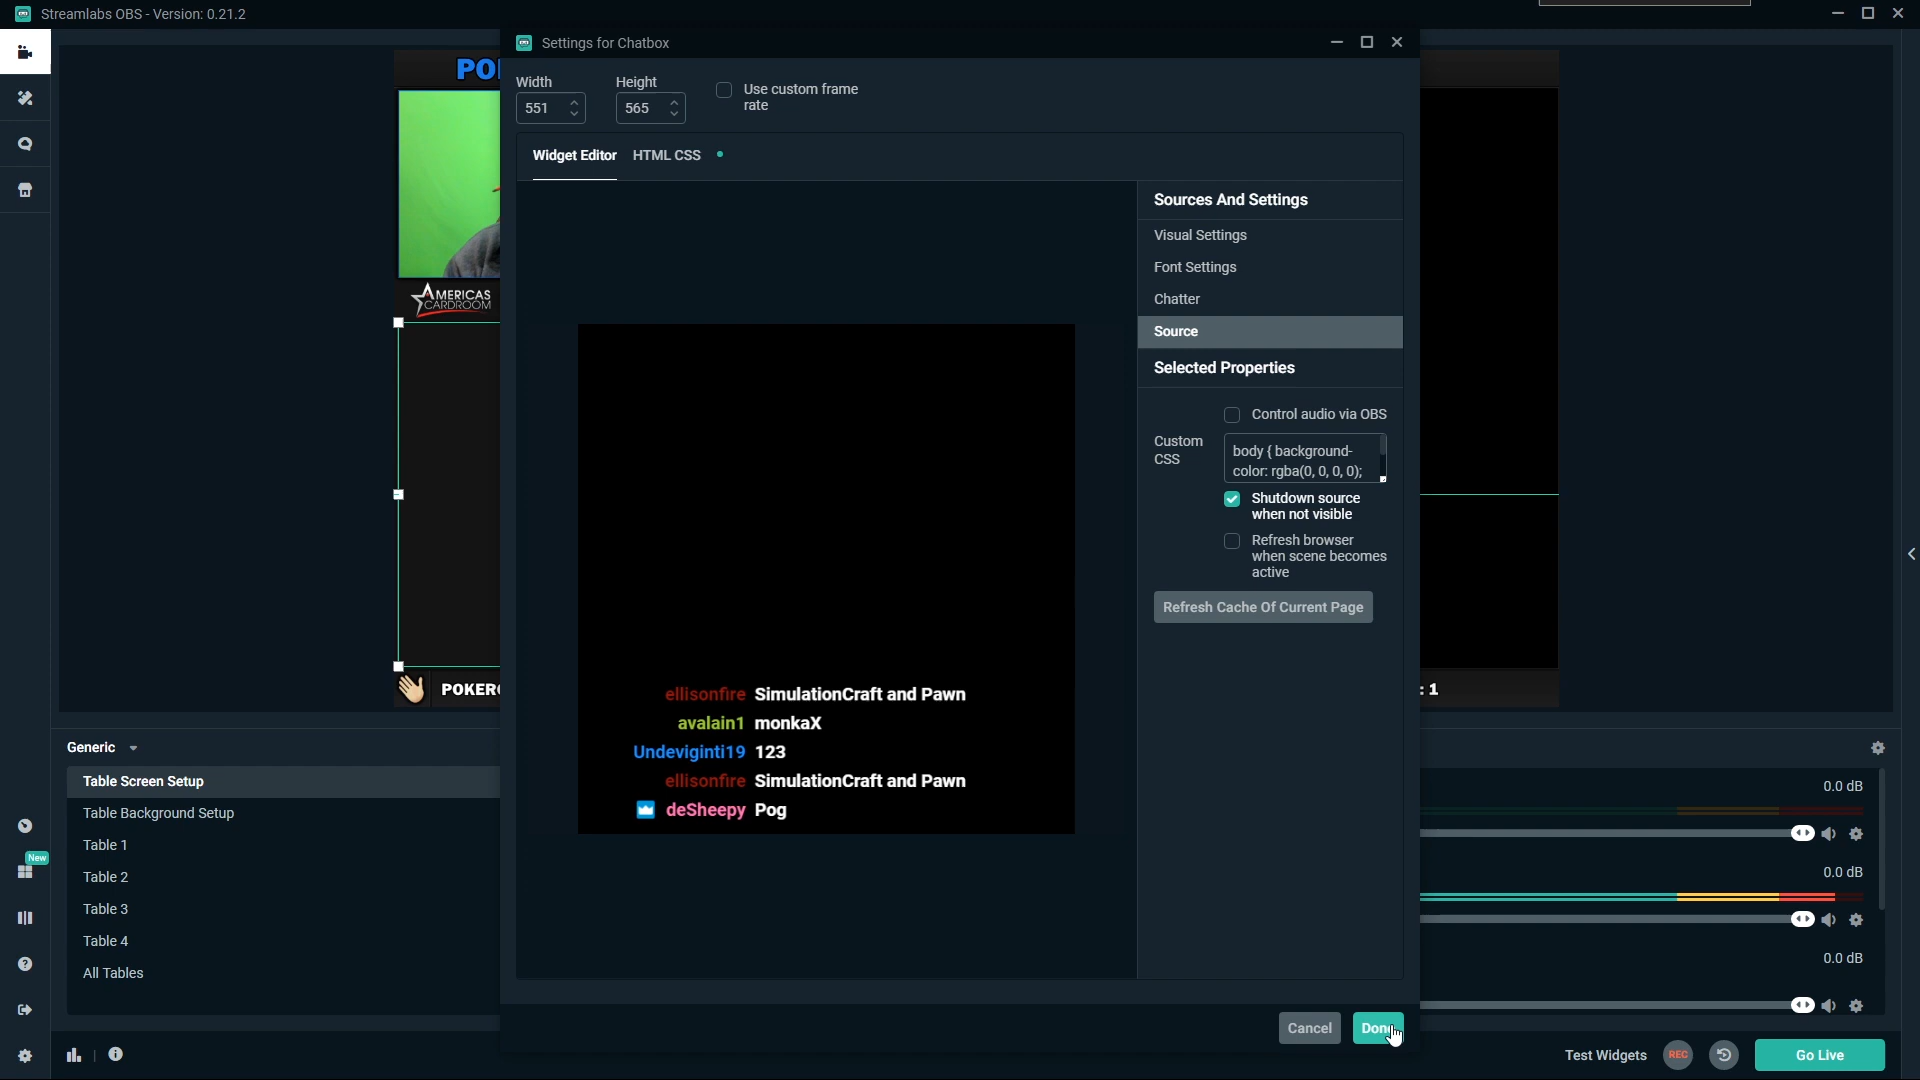 Streamlabs OBS - Version: 0.21.2
Settings for Chatbox
Width
Height
551
565
Use custom frame
rate
Widget Editor
HTML CSS
Sources And Settings
Visual Settings
Font Settings
Chatter
Source
Selected Properties
Control audio via OBS
Custom
CSS
body { background-
color: rgba(0, 0, 0, 0);
Shutdown source
when not visible
Refresh browser
when scene becomes
active
Refresh Cache Of Current Page
AMERICAS
CARDROOM
ellisonfire SimulationCraft and Pawn
avalain1 monkaX
Undeviginti19 123
ellisonfire SimulationCraft and Pawn
deSheepy Pog
: 1
Generic
Table Screen Setup
Table Background Setup
Table 1
Table 2
Table 3
Table 4
All Tables
New
0.0 dB
0.0 dB
0.0 dB
Cancel
Done
Test Widgets
REC
Go Live